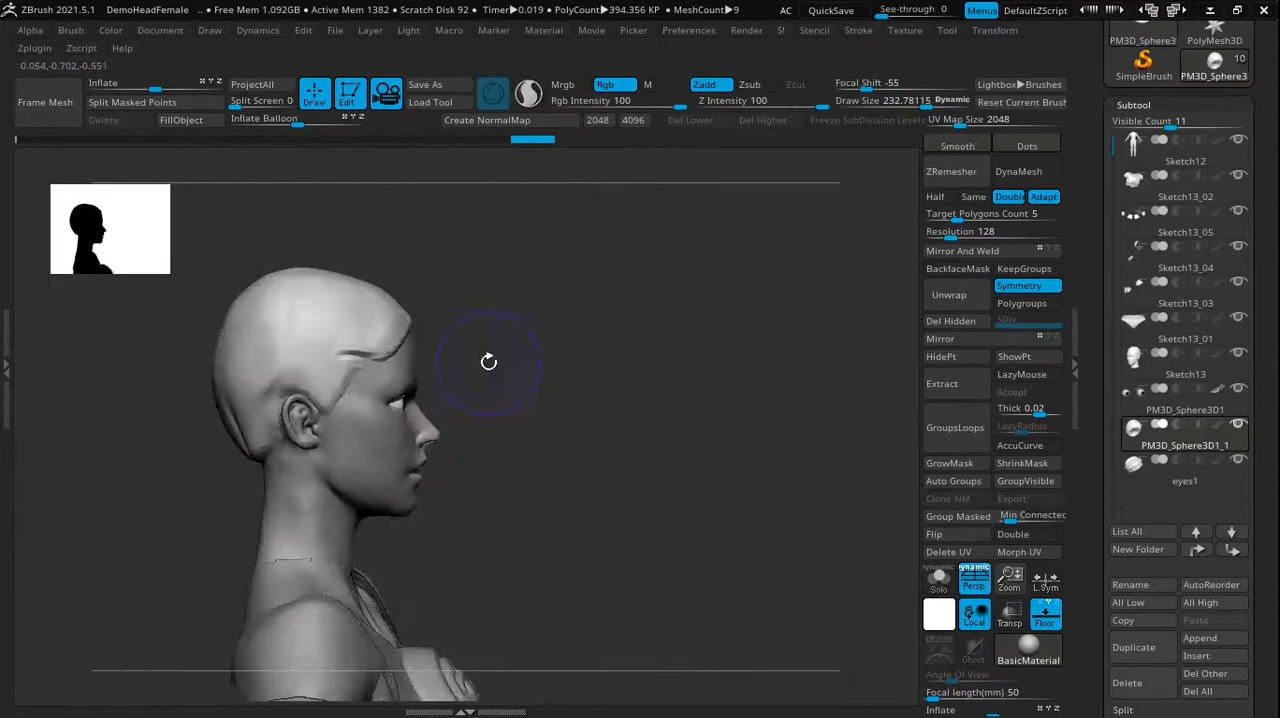 ZBrush 2021.5.1 DemoHeadFemale .. • Free Mem 1.092GB • Active Mem 1382 • Scratch Disk 92 • Timer▶0.019 • PolyCount▶394.356 KP • MeshCount▶9 AC QuickSave See-through 0 Menus DefaultZScript
Alpha Brush Color Document Draw Dynamics Edit File Layer Light Macro Marker Material Movie Picker Preferences Render S! Stencil Stroke Texture Tool Transform
Zplugin Zscript Help
-0.054,-0.702,-0.551
Frame Mesh
Inflate
Split Masked Points
Delete FillObject
ProjectAll
Split Screen 0
Inflate Balloon
Draw Edit
Save As
Load Tool
Create NormalMap 2048 4096
Mrgb Rgb M
Rgb Intensity 100
Del Lower Del Higher
Zadd Zsub Zcut
Z Intensity 100
Freeze SubDivision Levels
Focal Shift -55
Draw Size 232.78115 Dynamic
Lightbox▶Brushes
Reset Current Brush
UV Map Size 2048
Smooth Dots
ZRemesher DynaMesh
Half Same Double Adapt
Target Polygons Count 5
Resolution 128
Mirror And Weld
BackfaceMask KeepGroups
Unwrap Symmetry
Polygroups
Del Hidden SDiv
Mirror
HidePt ShowPt
Extract LazyMouse
Accept
Thick 0.02
GroupsLoops LazyRadius
AccuCurve
GrowMask ShrinkMask
Auto Groups GroupVisible
Clone NM Export
Group Masked Min Connected
Flip Double
Delete UV Morph UV
Dynamic Dynamic
Solo Persp Zoom L.Sym
Local Transp Floor
Ghost BasicMaterial
Angle Of View
Focal length(mm) 50
Inflate
PM3D_Sphere3 PolyMesh3D
SimpleBrush 10
PM3D_Sphere3
Subtool
Visible Count 11
Sketch12
Sketch13_02
Sketch13_05
Sketch13_04
Sketch13_03
Sketch13_01
Sketch13
PM3D_Sphere3D1
PM3D_Sphere3D1_1
eyes1
List All
New Folder
Rename AutoReorder
All Low All High
Copy Paste
Duplicate Append
Insert
Delete Del Other
Del All
Split